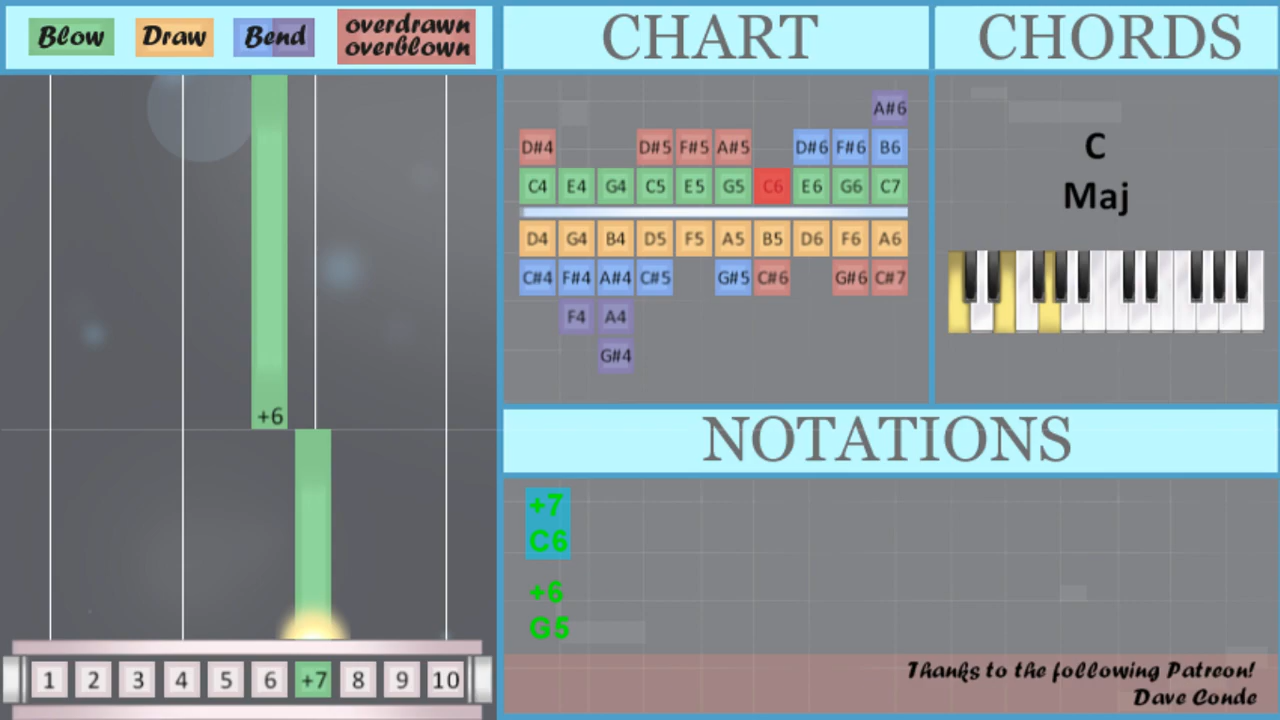 Blow Draw Bend overdrawn
overblown
CHART
CHORDS
A#6
D#4 D#5 F#5 A#5 D#6 F#6 B6
C4 E4 G4 C5 E5 G5 C6 E6 G6 C7
D4 G4 B4 D5 F5 A5 B5 D6 F6 A6
C#4 F#4 A#4 C#5 G#5 C#6 G#6 C#7
F4 A4
G#4
C
Maj
+6
NOTATIONS
+7
C6
+6
G5
1 2 3 4 5 6 +7 8 9 10
Thanks to the following Patreon!
Dave Conde